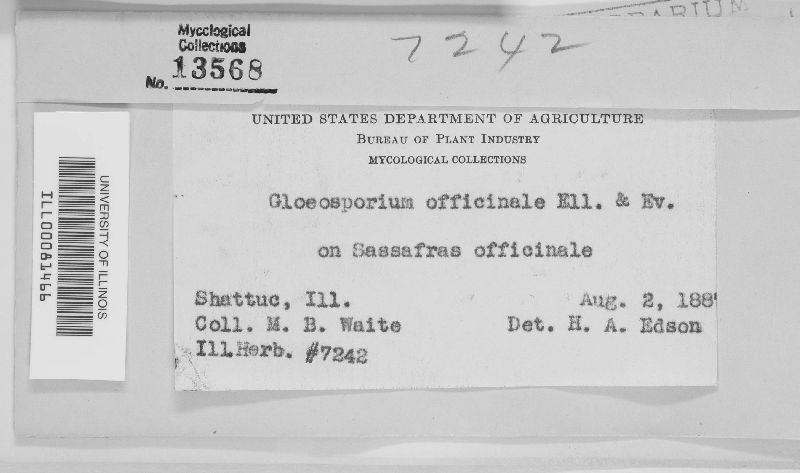 Mycological
Collections
No. 13568
7242
UNITED STATES DEPARTMENT OF AGRICULTURE
BUREAU OF PLANT INDUSTRY
MYCOLOGICAL COLLECTIONS
Gloeosporium officinale Ell. & Ev.
on Sassafras officinale
Shattuc, Ill. Aug. 2, 188
Coll. M. B. Waite Det. H. A. Edson
Ill.Herb. #7242
UNIVERSITY OF ILLINOIS
ILL00081466